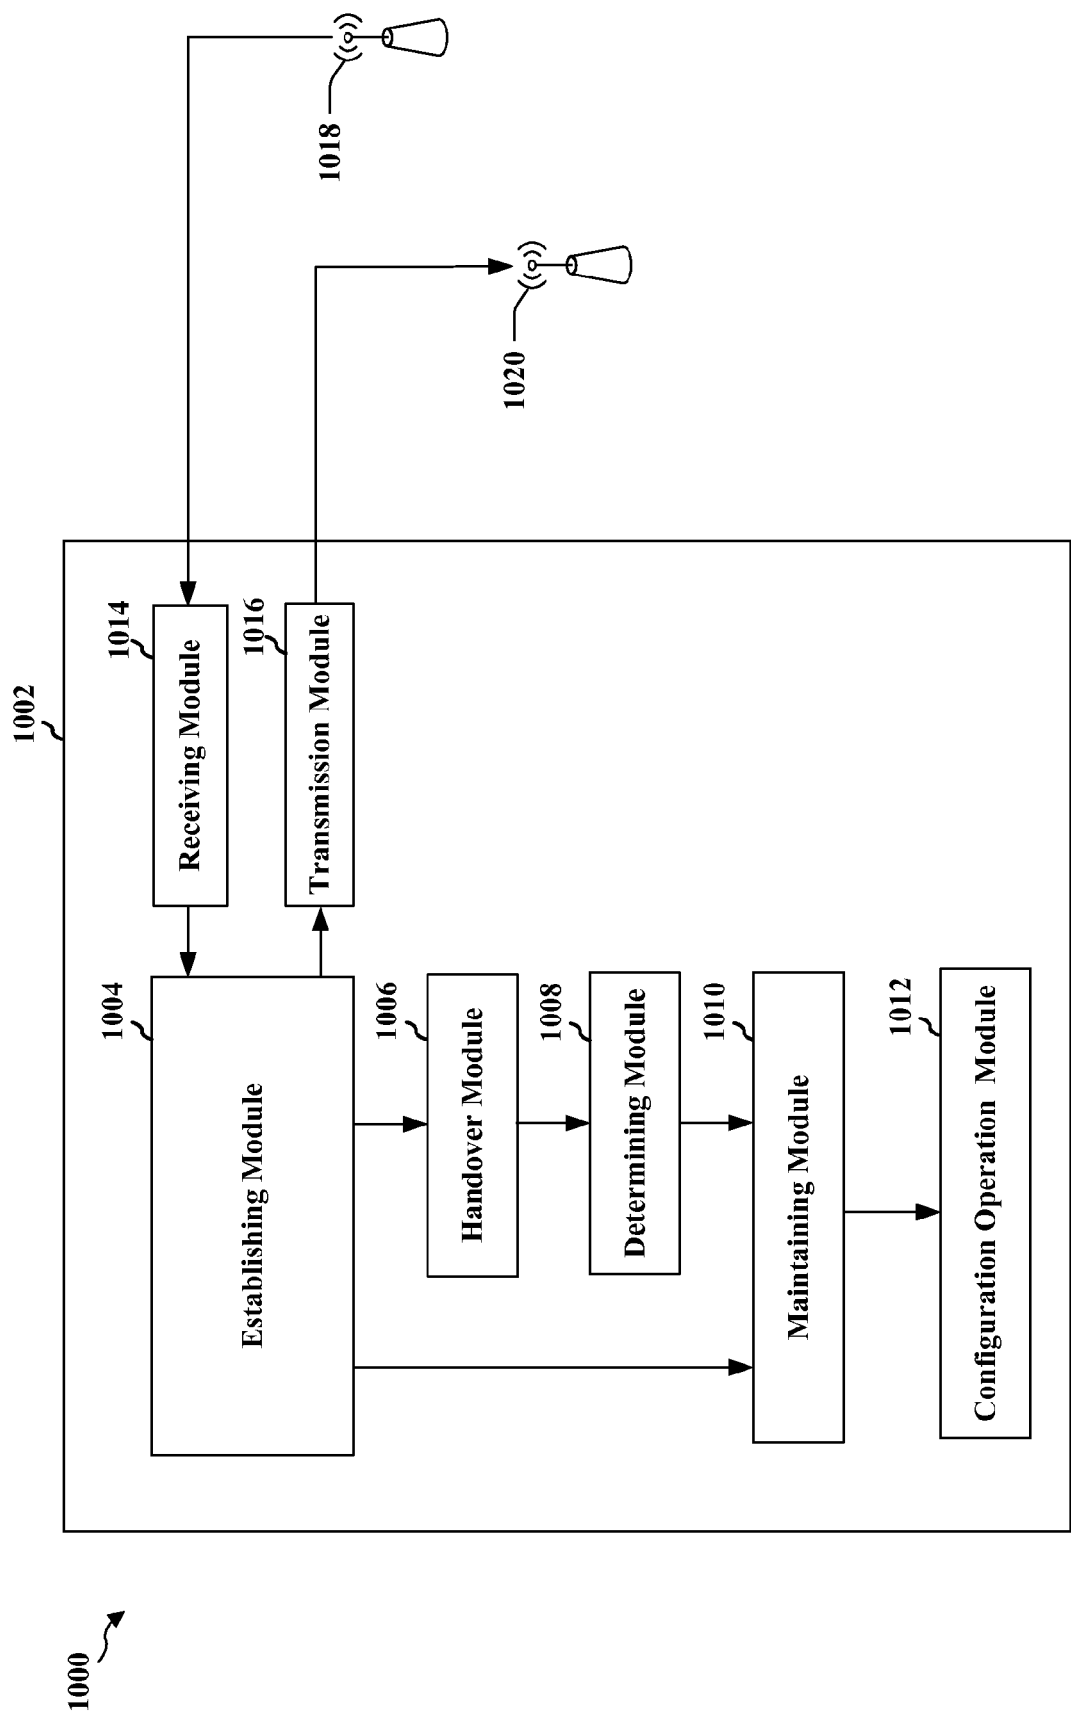 1000
1002
1004
Establishing Module
1014
Receiving Module
1016
Transmission Module
1018
1020
1006
Handover Module
1008
Determining Module
1010
Maintaining Module
1012
Configuration Operation Module